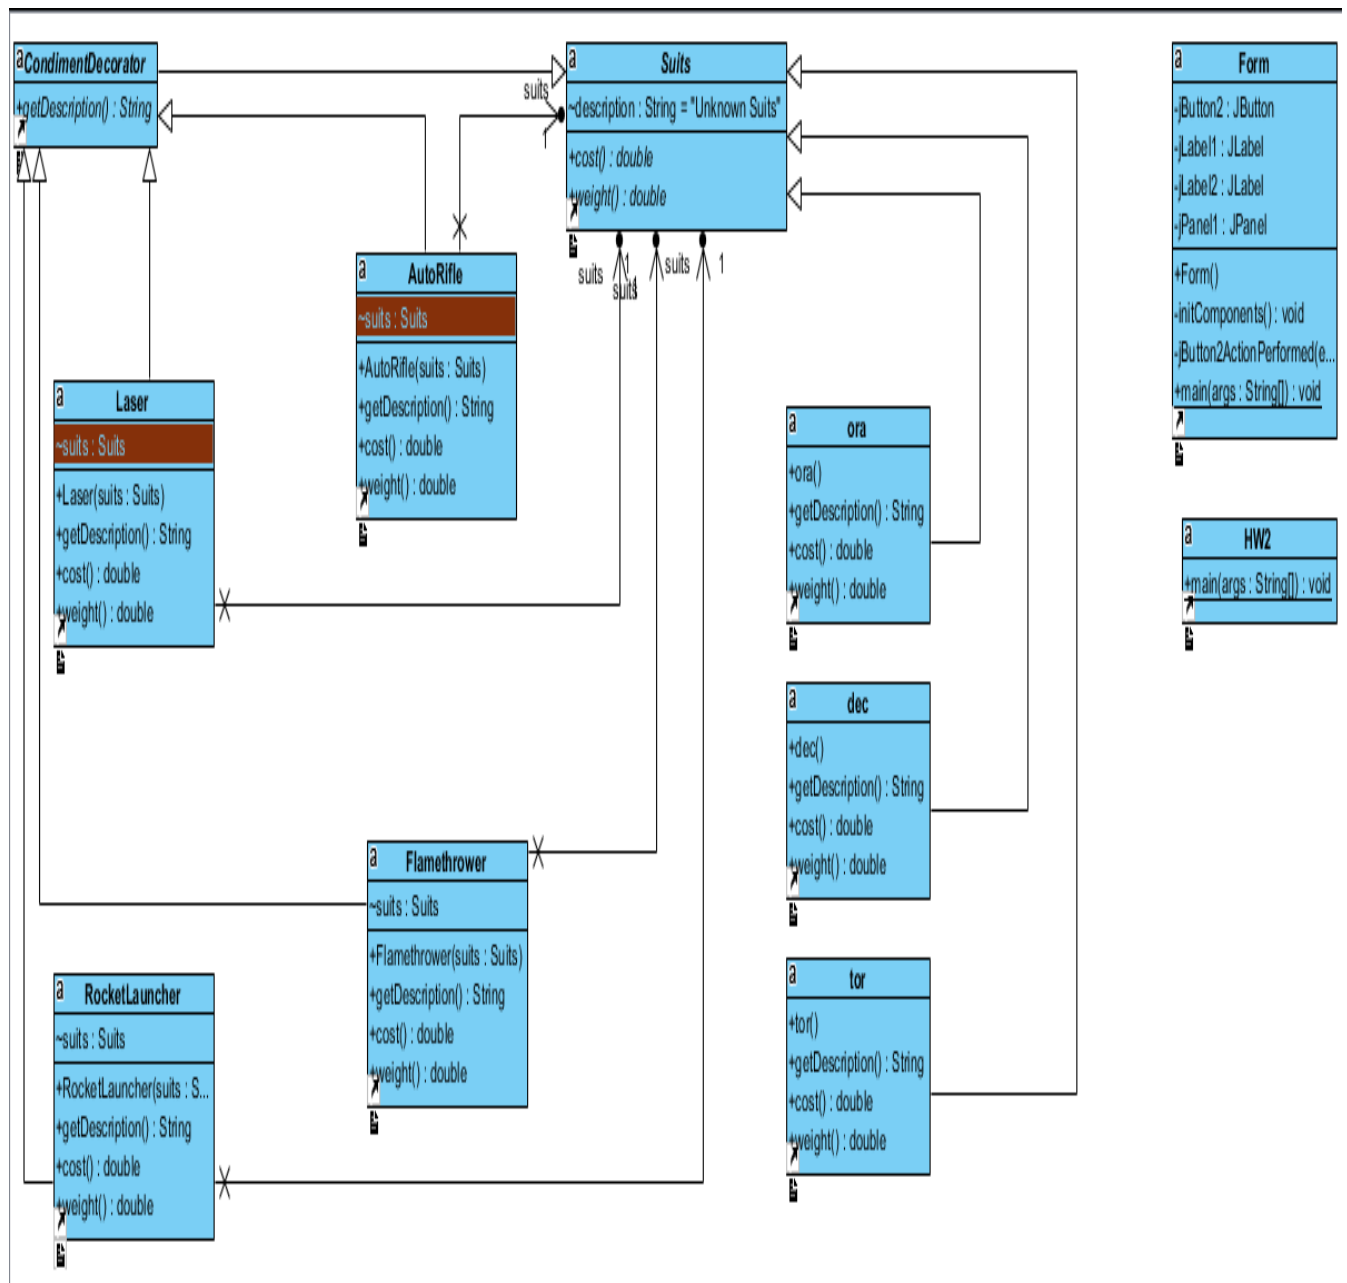 a CondimentDecorator
+getDescription() : String
a Suits
~description : String = "Unknown Suits"
+cost() : double
+weight() : double
a Form
-jButton2 : JButton
-jLabel1 : JLabel
-jLabel2 : JLabel
-jPanel1 : JPanel
+Form()
-initComponents() : void
-jButton2ActionPerformed(e...
+main(args : String[]) : void
suits
1
a AutoRifle
~suits : Suits
+AutoRifle(suits : Suits)
+getDescription() : String
+cost() : double
+weight() : double
suits
1
suits
1
suits
1
a Laser
~suits : Suits
+Laser(suits : Suits)
+getDescription() : String
+cost() : double
+weight() : double
a ora
+ora()
+getDescription() : String
+cost() : double
+weight() : double
a HW2
+main(args : String[]) : void
a dec
+dec()
+getDescription() : String
+cost() : double
+weight() : double
a Flamethrower
~suits : Suits
+Flamethrower(suits : Suits)
+getDescription() : String
+cost() : double
+weight() : double
a RocketLauncher
~suits : Suits
+RocketLauncher(suits : S...
+getDescription() : String
+cost() : double
+weight() : double
a tor
+tor()
+getDescription() : String
+cost() : double
+weight() : double